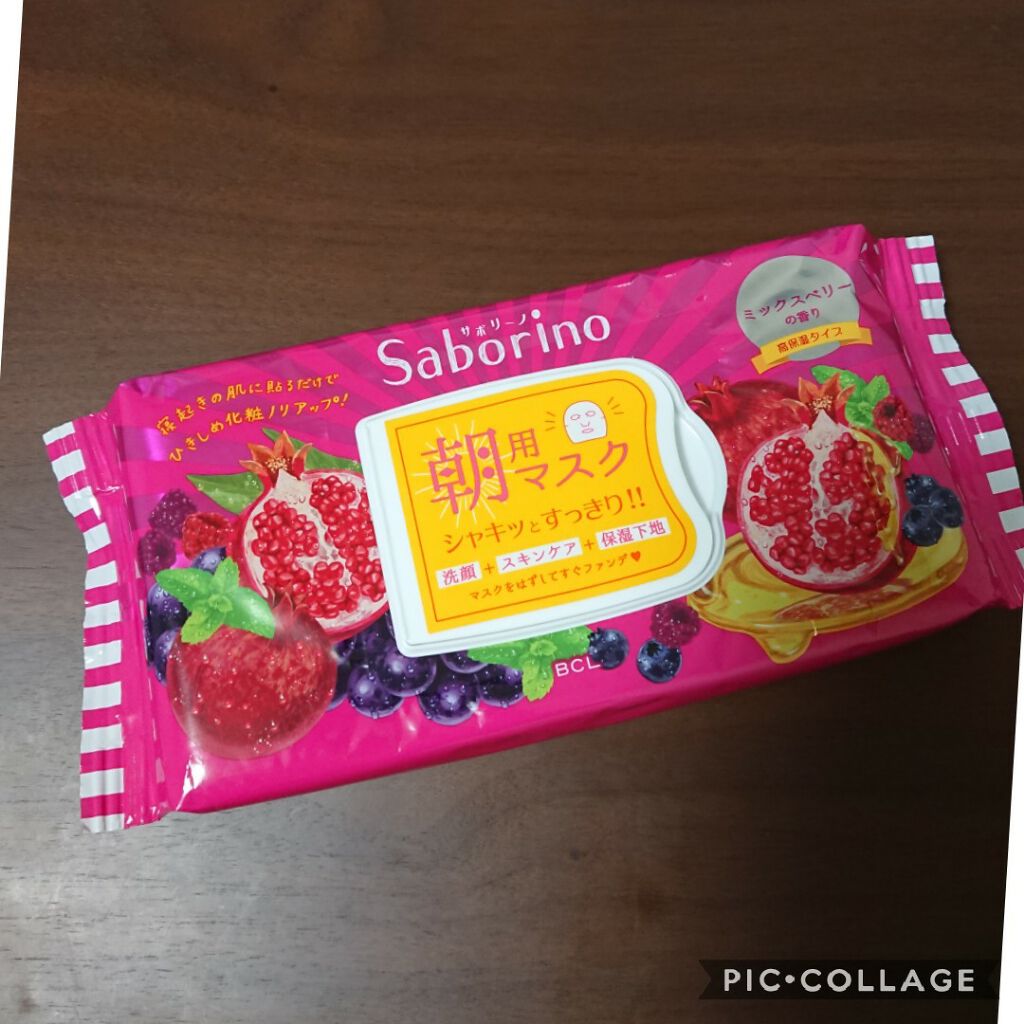 サボリーノ
Saborino
ミックスベリー
の香り
高保湿タイプ
寝起きの肌に貼るだけで
ひきしめ化粧ノリアップ!
朝用マスク
シャキッとすっきり!!
洗顔+スキンケア+保湿下地
マスクをはずしてすぐファンデ♥
BCL
PIC•COLLAGE